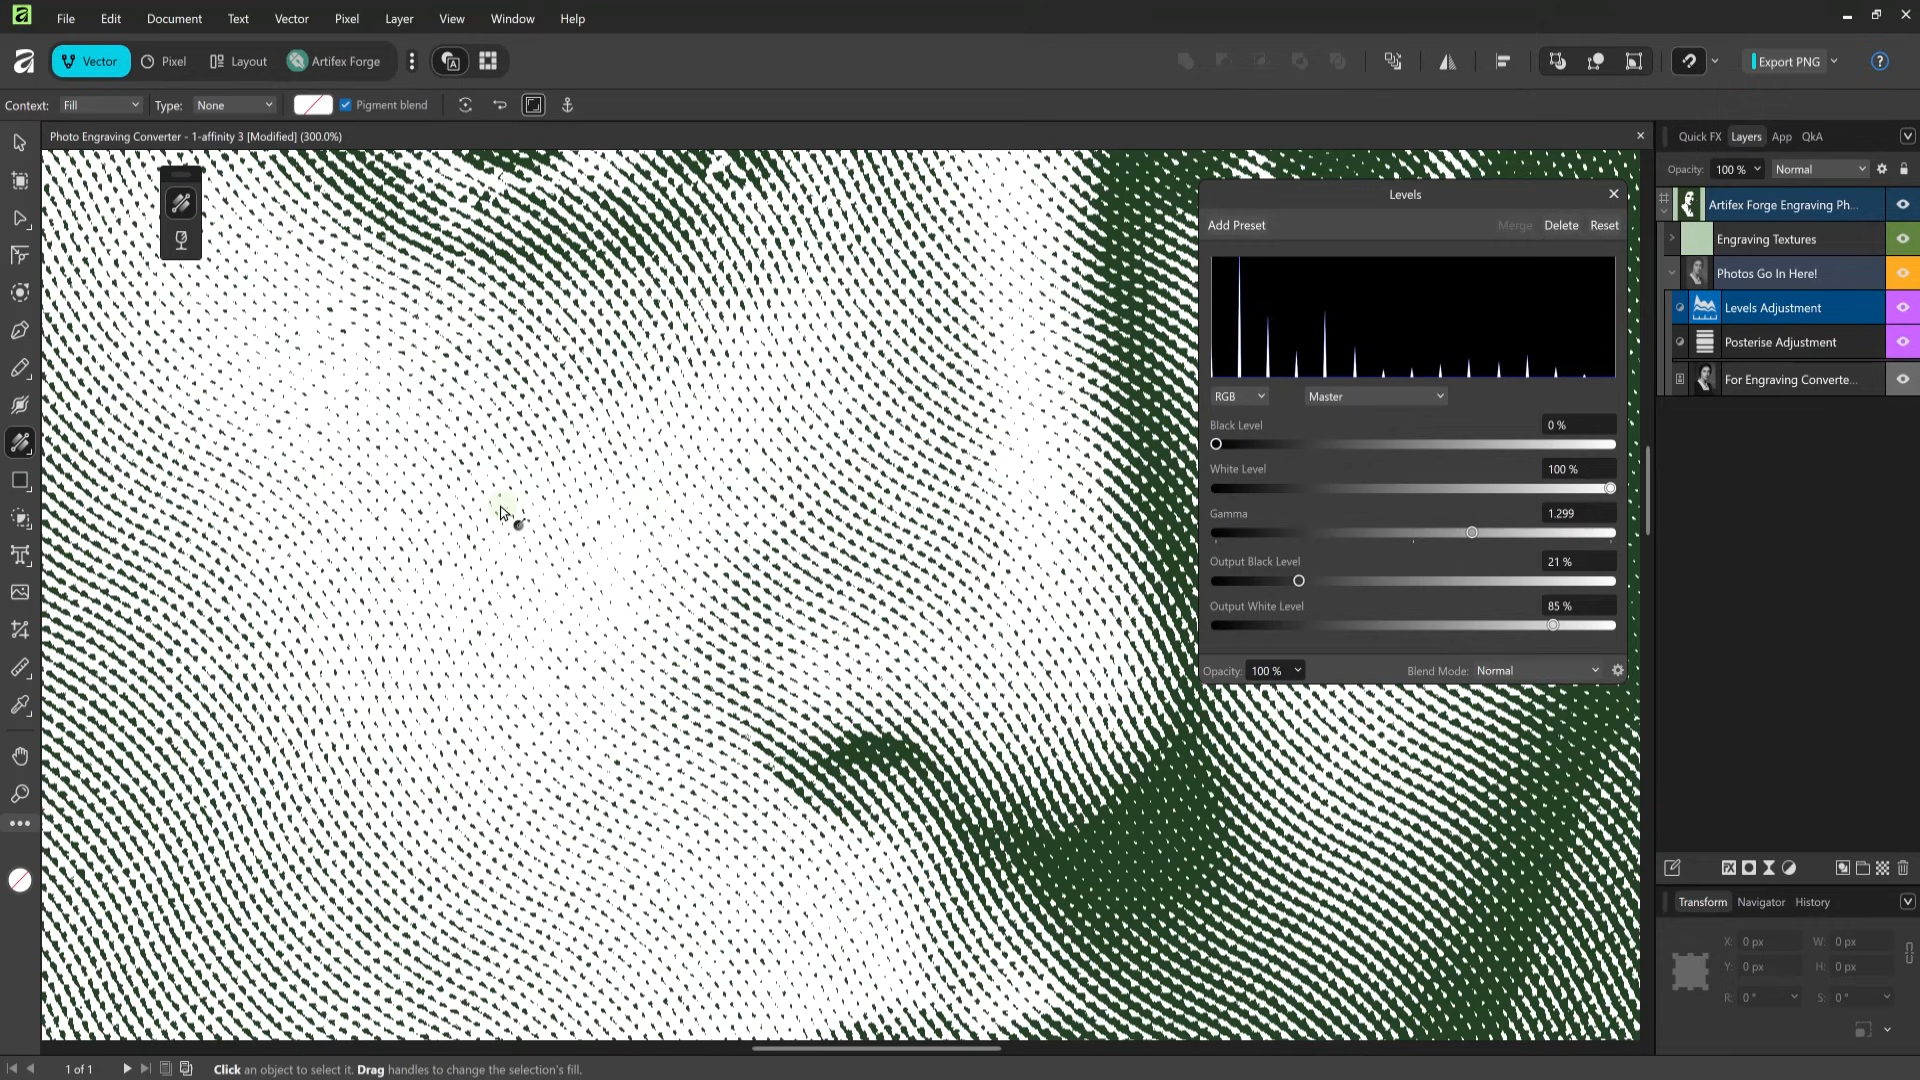 File Edit Document Text Vector Pixel Layer View Window Help
Vector Pixel Layout Artifex Forge Export PNG
Context: Fill Type: None Pigment blend
Photo Engraving Converter - 1-affinity 3 [Modified] (300.0%)
Quick FX Layers App QkA
Opacity: 100 % Normal
Artifex Forge Engraving Ph...
Engraving Textures
Photos Go In Here!
Levels Adjustment
Posterise Adjustment
For Engraving Converte...
Levels
Add Preset Merge Delete Reset
RGB Master
Black Level 0 %
White Level 100 %
Gamma 1.299
Output Black Level 21 %
Output White Level 85 %
Opacity: 100 % Blend Mode: Normal
Transform Navigator History
X: 0 px W: 0 px
Y: 0 px H: 0 px
R: 0 ° S: 0 °
1 of 1 Click an object to select it. Drag handles to change the selection's fill.